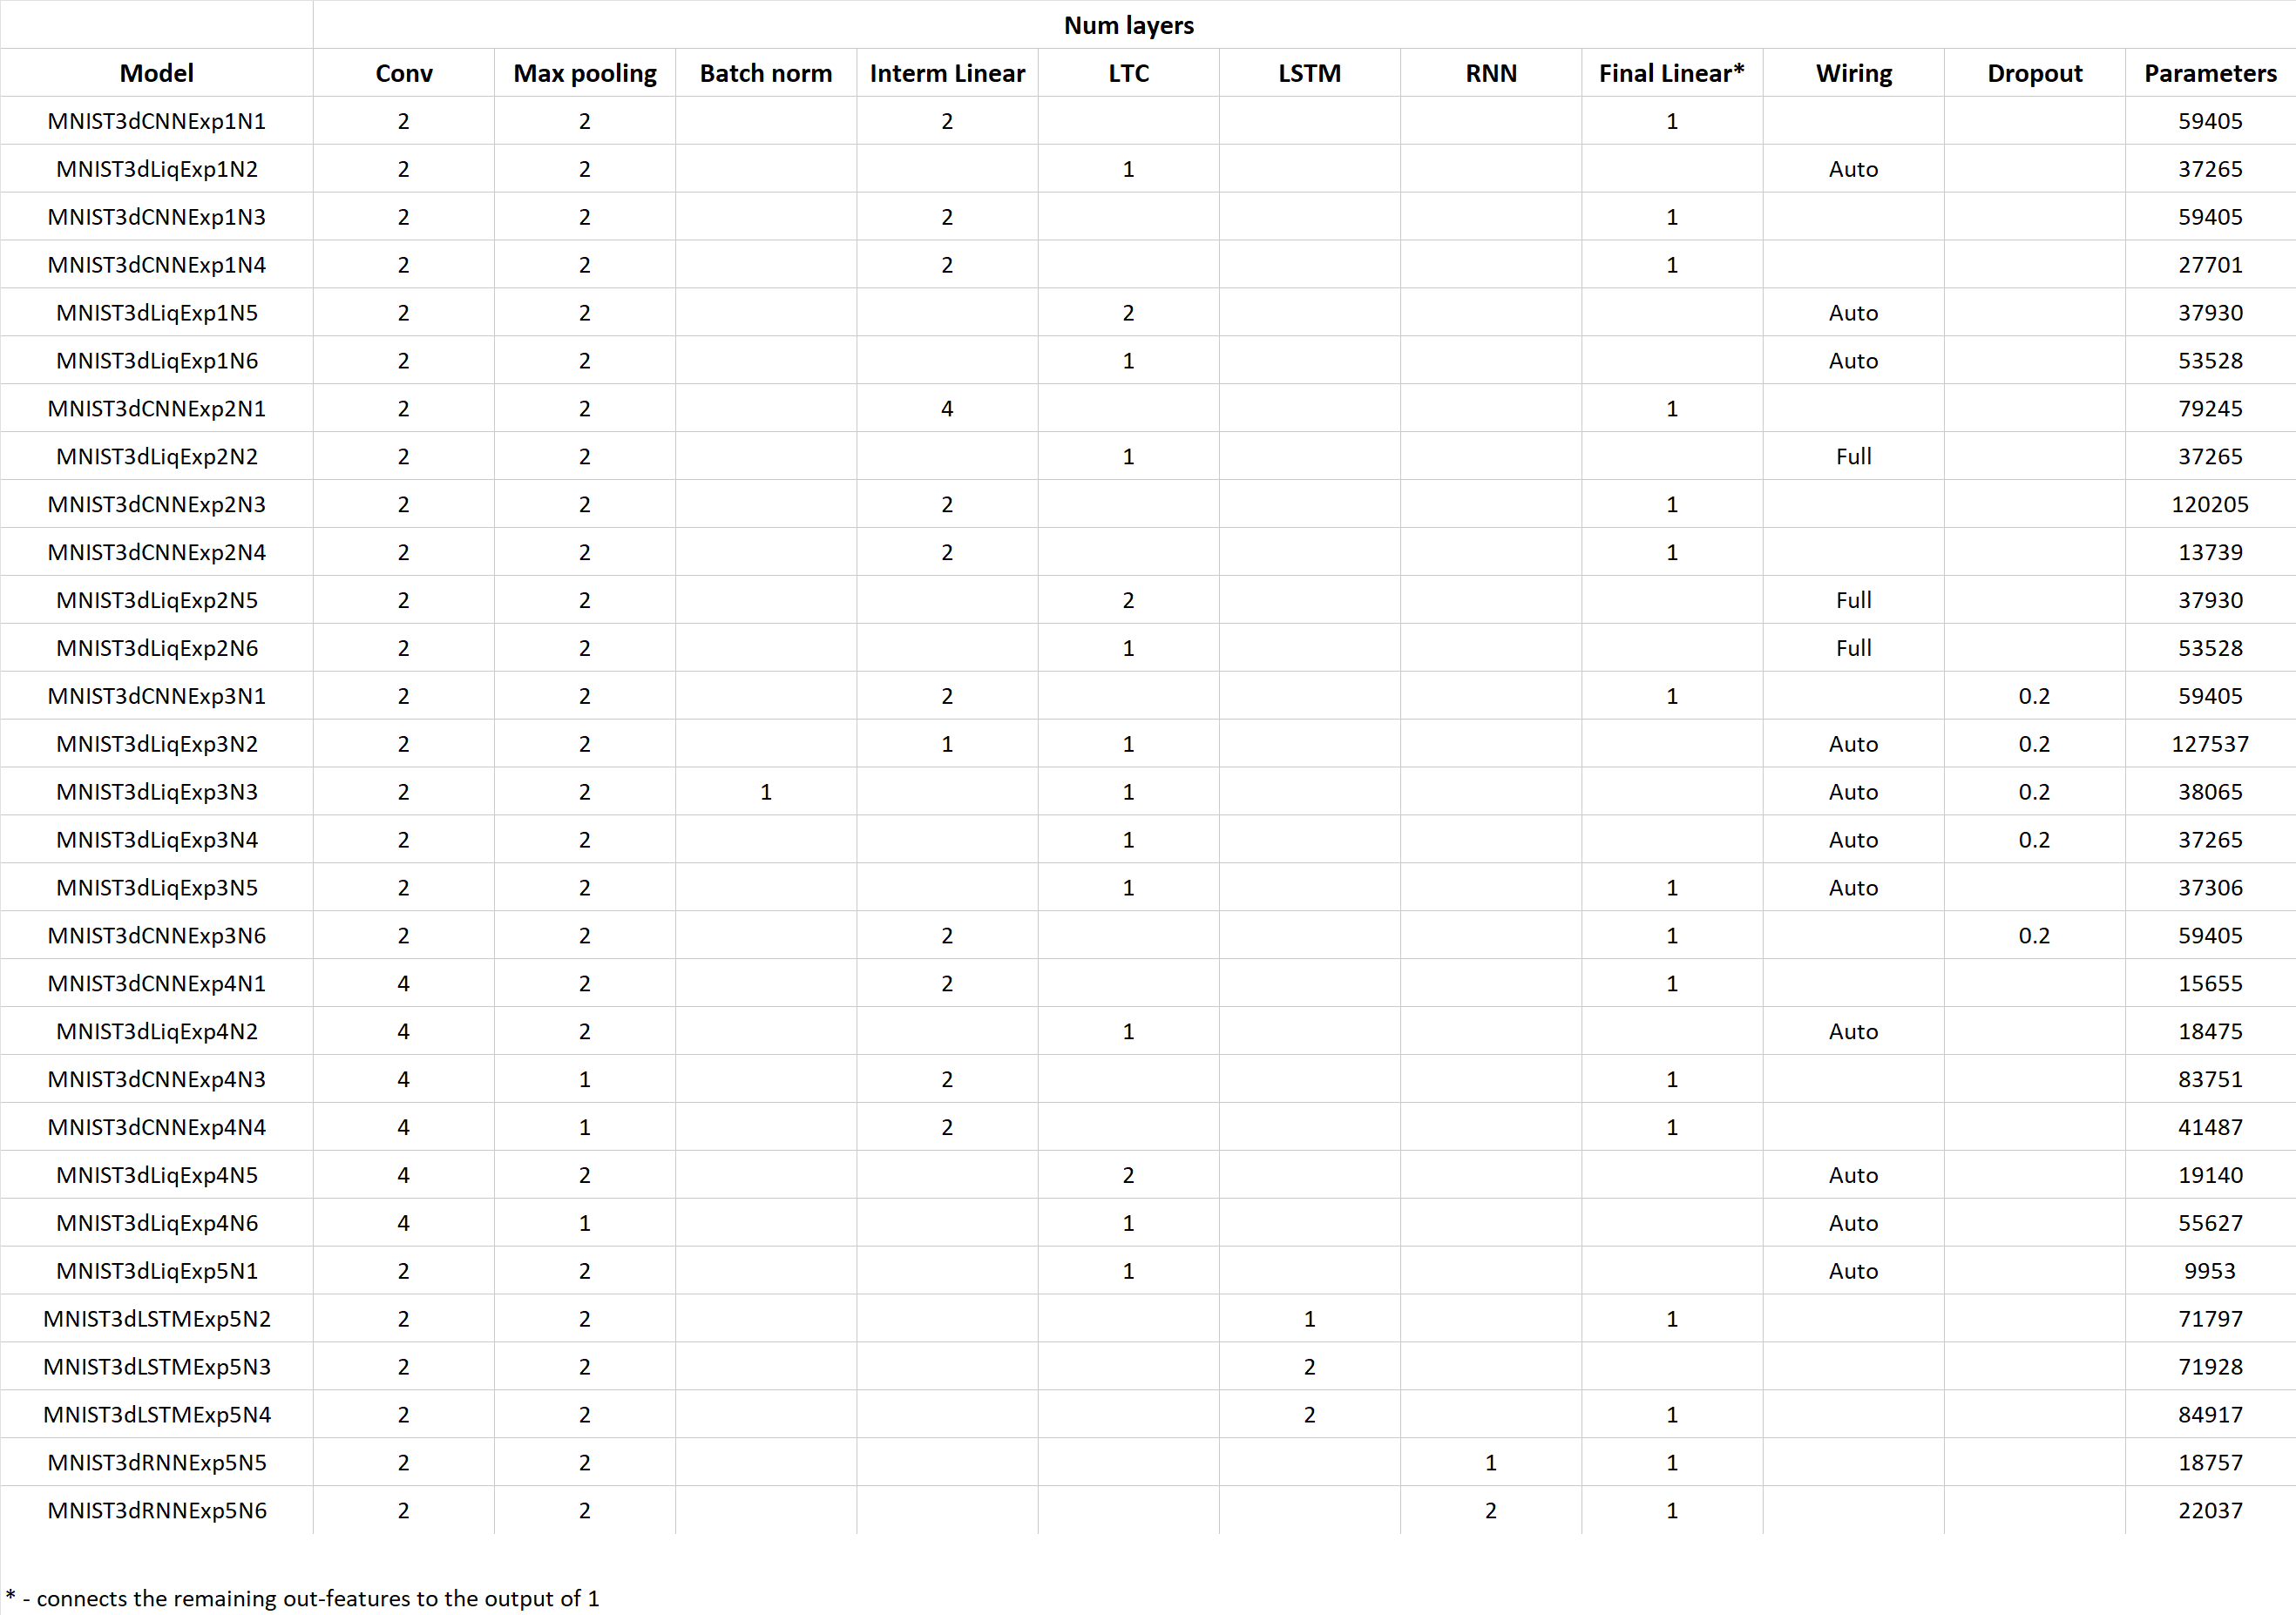 Num layers
Model Conv Max pooling Batch norm Interm Linear LTC LSTM RNN Final Linear* Wiring Dropout Parameters
MNIST3dCNNExp1N1 2 2 2 1 59405
MNIST3dLiqExp1N2 2 2 1 Auto 37265
MNIST3dCNNExp1N3 2 2 2 1 59405
MNIST3dCNNExp1N4 2 2 2 1 27701
MNIST3dLiqExp1N5 2 2 2 Auto 37930
MNIST3dLiqExp1N6 2 2 1 Auto 53528
MNIST3dCNNExp2N1 2 2 4 1 79245
MNIST3dLiqExp2N2 2 2 1 Full 37265
MNIST3dCNNExp2N3 2 2 2 1 120205
MNIST3dCNNExp2N4 2 2 2 1 13739
MNIST3dLiqExp2N5 2 2 2 Full 37930
MNIST3dLiqExp2N6 2 2 1 Full 53528
MNIST3dCNNExp3N1 2 2 2 1 0.2 59405
MNIST3dLiqExp3N2 2 2 1 1 Auto 0.2 127537
MNIST3dLiqExp3N3 2 2 1 1 Auto 0.2 38065
MNIST3dLiqExp3N4 2 2 1 Auto 0.2 37265
MNIST3dLiqExp3N5 2 2 1 1 Auto 37306
MNIST3dCNNExp3N6 2 2 2 1 0.2 59405
MNIST3dCNNExp4N1 4 2 2 1 15655
MNIST3dLiqExp4N2 4 2 1 Auto 18475
MNIST3dCNNExp4N3 4 1 2 1 83751
MNIST3dCNNExp4N4 4 1 2 1 41487
MNIST3dLiqExp4N5 4 2 2 Auto 19140
MNIST3dLiqExp4N6 4 1 1 Auto 55627
MNIST3dLiqExp5N1 2 2 1 Auto 9953
MNIST3dLSTMExp5N2 2 2 1 1 71797
MNIST3dLSTMExp5N3 2 2 2 71928
MNIST3dLSTMExp5N4 2 2 2 1 84917
MNIST3dRNNExp5N5 2 2 1 1 18757
MNIST3dRNNExp5N6 2 2 2 1 22037
* - connects the remaining out-features to the output of 1